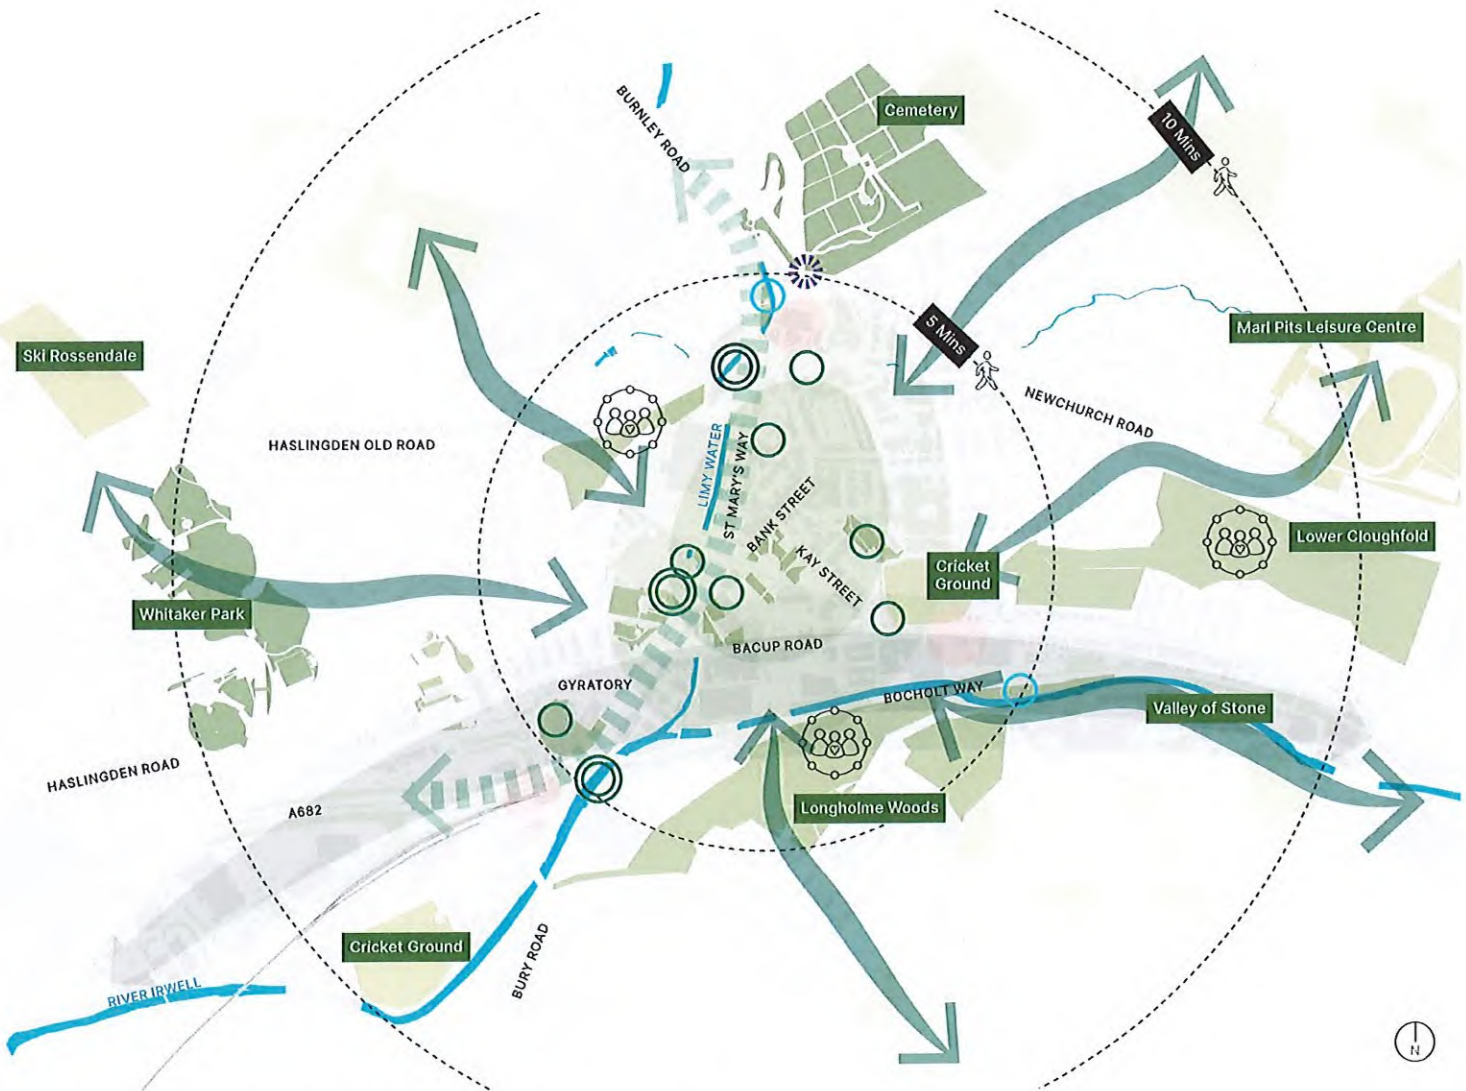 BURNLEY ROAD
Cemetery
10 Mins
5 Mins
Marl Pits Leisure Centre
Ski Rossendale
NEWCHURCH ROAD
HASLINGDEN OLD ROAD
LIMY WATER
ST MARY'S WAY
BANK STREET
KAY STREET
Lower Cloughfold
Cricket
Ground
Whitaker Park
BACUP ROAD
GYRATORY
BOCHOLT WAY
Valley of Stone
HASLINGDEN ROAD
A682
Longholme Woods
Cricket Ground
BURY ROAD
RIVER IRWELL
N